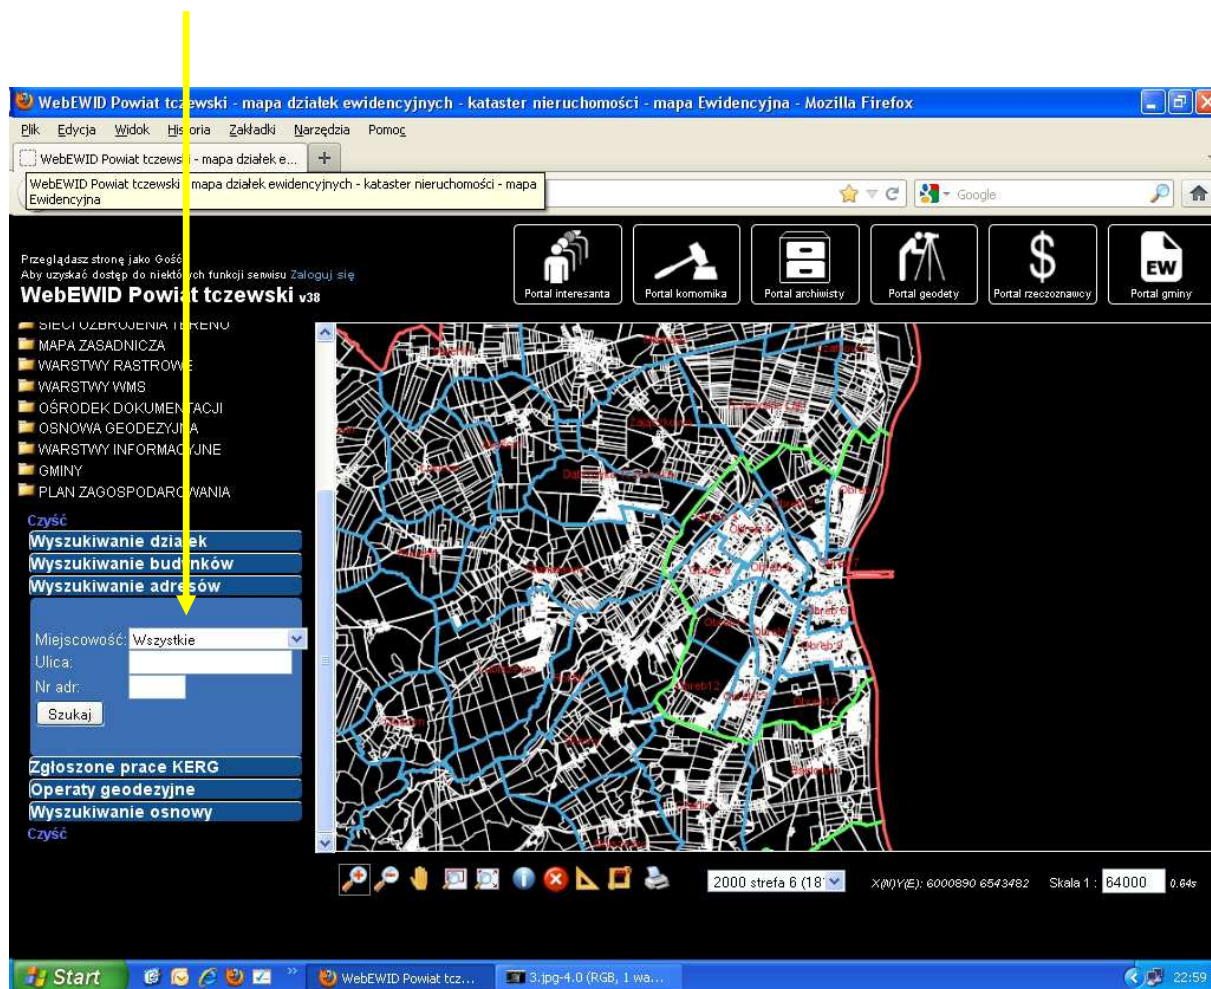 WebEWID Powiat tczewski - mapa działek ewidencyjnych - kataster nieruchomości - mapa Ewidencyjna - Mozilla Firefox
Plik Edycja Widok Historia Zakładki Narzędzia Pomoc
WebEWID Powiat tczewski - mapa działek e...
WebEWID Powiat tczewski - mapa działek ewidencyjnych - kataster nieruchomości - mapa
Ewidencyjna
Google
Przeglądasz stronę jako Gość
Aby uzyskać dostęp do niektórych funkcji serwisu Zaloguj się
WebEWID Powiat tczewski v38
Portal interesanta
Portal komornika
Portal archiwisty
Portal geodety
Portal rzeczoznawcy
EW
Portal gminy
SIECI UZBROJENIA TERENU
MAPA ZASADNICZA
WARSTWY RASTROWE
WARSTWY WMS
OŚRODEK DOKUMENTACJI
OSNOWA GEODEZYJNA
WARSTWY INFORMACYJNE
GMINY
PLAN ZAGOSPODAROWANIA
Czyść
Wyszukiwanie działek
Wyszukiwanie budynków
Wyszukiwanie adresów
Miejscowość: Wszystkie
Ulica:
Nr adr:
Szukaj
Zgłoszone prace KERG
Operaty geodezyjne
Wyszukiwanie osnowy
Czyść
Obreb12
2000 strefa 6 (18
X(N)Y(E): 6000890 6543482
Skala 1 : 64000
0.64s
Start
WebEWID Powiat tcz...
3.jpg-4.0 (RGB, 1 wa...
22:59